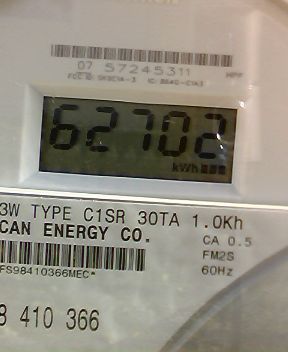 07 57245311
62702
kWh
3W TYPE C1SR 30TA 1.0Kh
CAN ENERGY CO.
CA 0.5
FM2S
60Hz
FS98410366MEC*
8 410 366